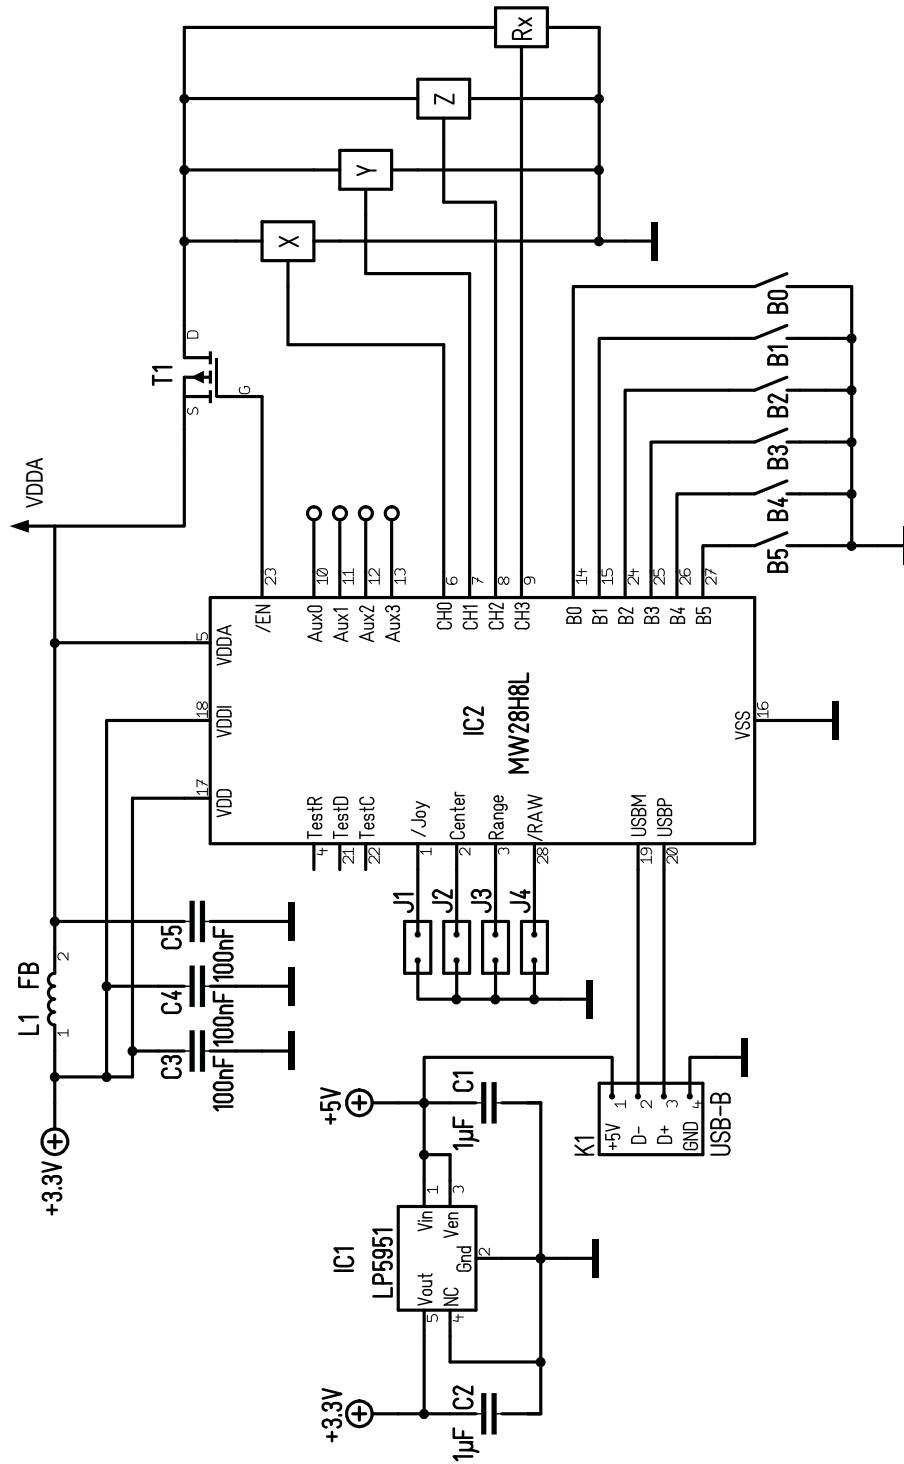 VDDA
T1
D
G
S
X
Y
Z
Rx
L1
FB
1
2
+3.3V
C3
100nF
C4
100nF
C5
100nF
17
18
5
23
VDD
VDDI
VDDA
/EN
Aux0
10
Aux1
11
Aux2
12
Aux3
13
CH0
6
CH1
7
CH2
8
CH3
9
B0
14
B1
15
B2
24
B3
25
B4
26
B5
27
IC2
MW28H8L
VSS
16
TestR
4
TestD
21
TestC
22
/Joy
1
Center
2
Range
3
/RAW
28
USBM
19
USBP
20
J1
J2
J3
J4
B5
B4
B3
B2
B1
B0
+5V
C1
1µF
IC1
LP5951
Vin
1
Ven
3
Gnd
2
Vout
5
NC
4
+3.3V
C2
1µF
K1
+5V
1
D-
2
D+
3
GND
4
USB-B